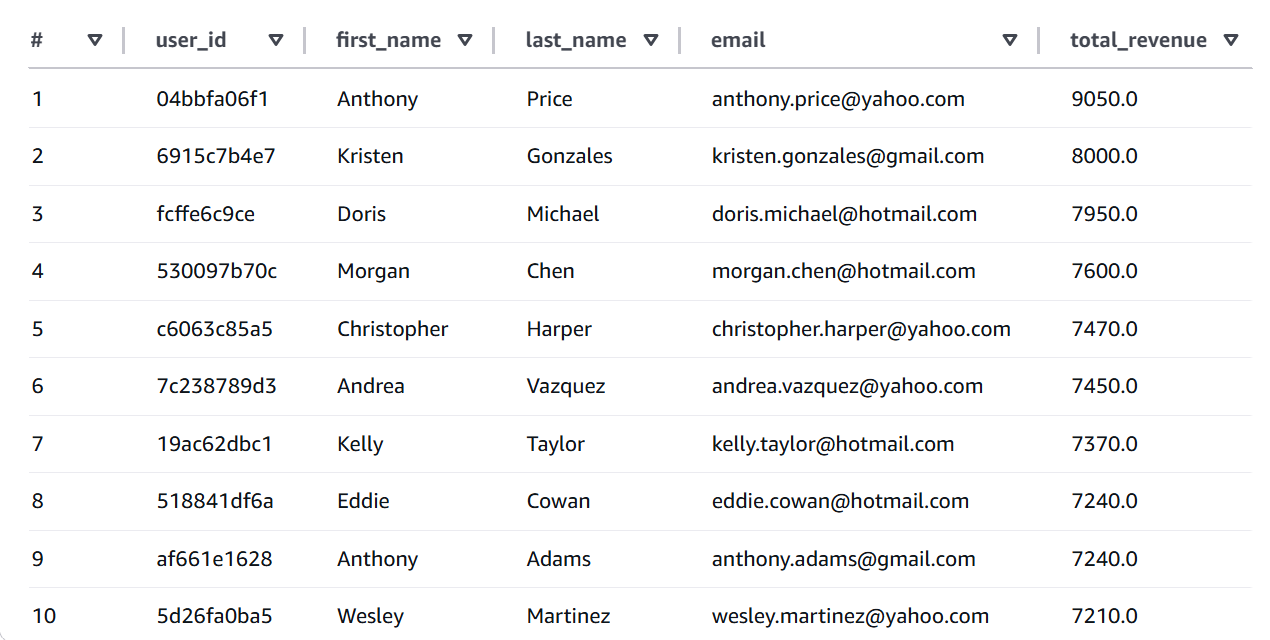 # user_id first_name last_name email total_revenue
1 04bbfa06f1 Anthony Price anthony.price@yahoo.com 9050.0
2 6915c7b4e7 Kristen Gonzales kristen.gonzales@gmail.com 8000.0
3 fcffe6c9ce Doris Michael doris.michael@hotmail.com 7950.0
4 530097b70c Morgan Chen morgan.chen@hotmail.com 7600.0
5 c6063c85a5 Christopher Harper christopher.harper@yahoo.com 7470.0
6 7c238789d3 Andrea Vazquez andrea.vazquez@yahoo.com 7450.0
7 19ac62dbc1 Kelly Taylor kelly.taylor@hotmail.com 7370.0
8 518841df6a Eddie Cowan eddie.cowan@hotmail.com 7240.0
9 af661e1628 Anthony Adams anthony.adams@gmail.com 7240.0
10 5d26fa0ba5 Wesley Martinez wesley.martinez@yahoo.com 7210.0